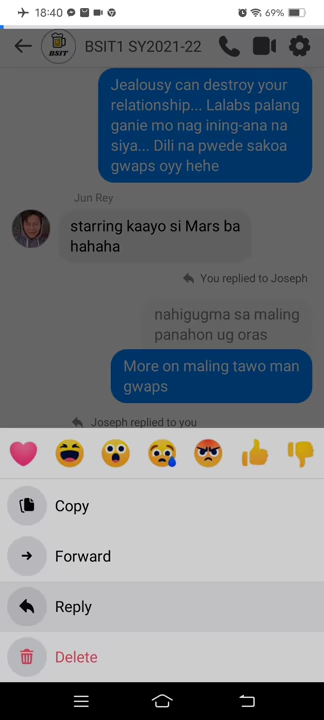 18:40
69%
BSIT1 SY2021-22
BSIT
Jealousy can destroy your
relationship... Lalabs palang
ganie mo nag ining-ana na
siya... Dili na pwede sakoa
gwaps oyy hehe
Jun Rey
starring kaayo si Mars ba
hahaha
You replied to Joseph
nahigugma sa maling
panahon ug oras
More on maling tawo man
gwaps
Joseph replied to you
Copy
Forward
Reply
Delete